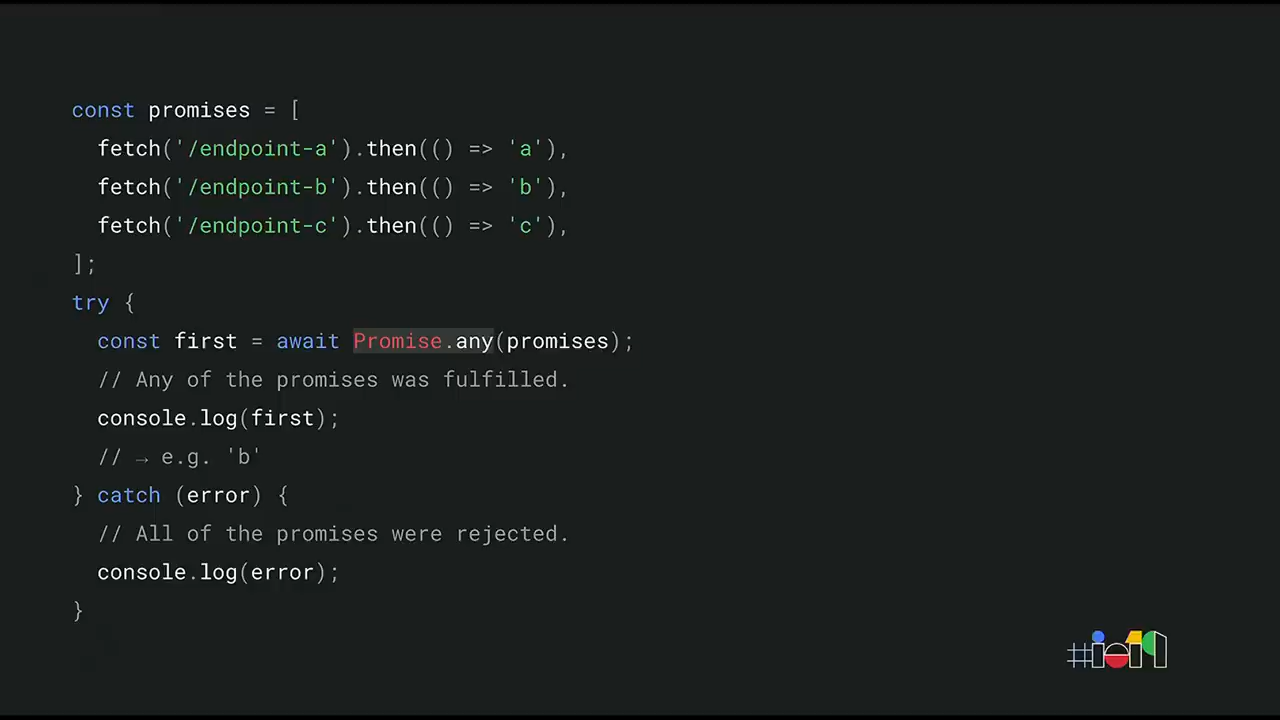 const promises = [
  fetch('/endpoint-a').then(() => 'a'),
  fetch('/endpoint-b').then(() => 'b'),
  fetch('/endpoint-c').then(() => 'c'),
];
try {
  const first = await Promise.any(promises);
  // Any of the promises was fulfilled.
  console.log(first);
  // → e.g. 'b'
} catch (error) {
  // All of the promises were rejected.
  console.log(error);
}
#io19